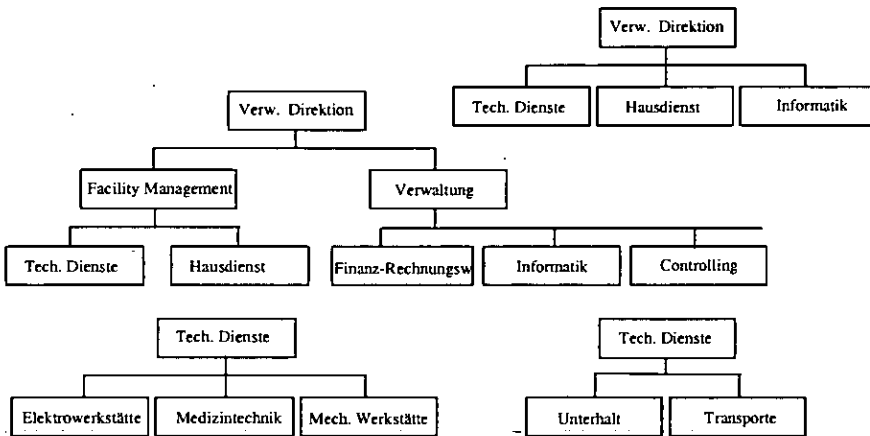 Verw. Direktion
Tech. Dienste Hausdienst Informatik
Verw. Direktion
Facility Management Verwaltung
Tech. Dienste Hausdienst Finanz-Rechnungsw Informatik Controlling
Tech. Dienste Tech. Dienste
Elektrowerkstätte Medizintechnik Mech. Werkstätte Unterhalt Transporte